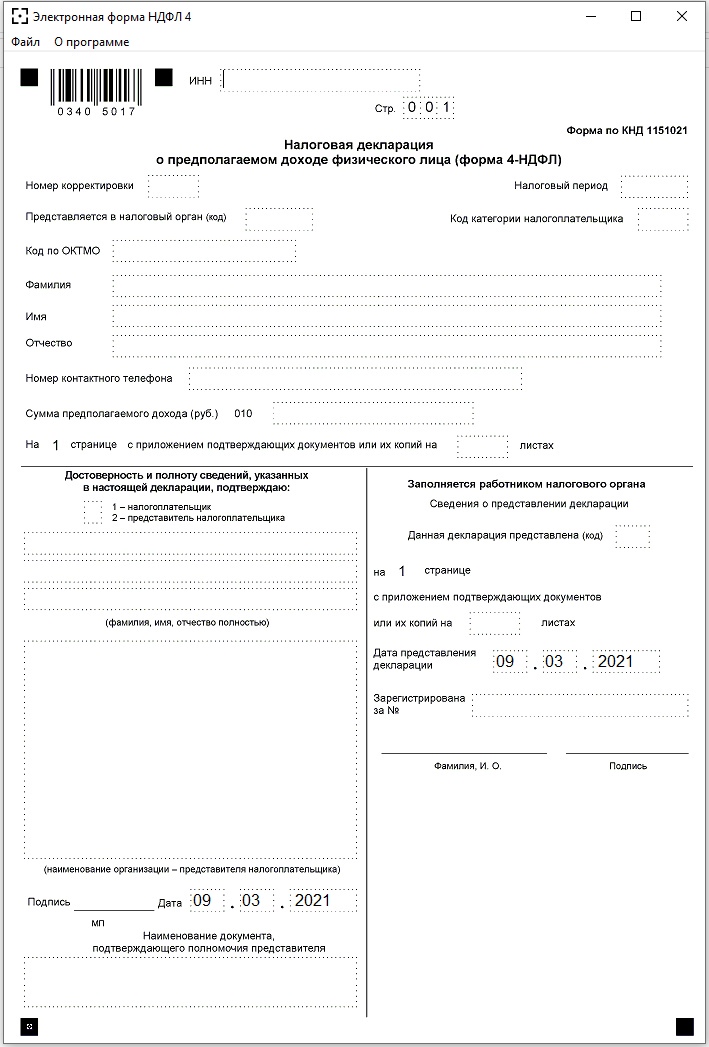 Электронная форма НДФЛ 4
Файл О программе
ИНН
0340 5017
Стр. 0 0 1
Форма по КНД 1151021
Налоговая декларация
о предполагаемом доходе физического лица (форма 4-НДФЛ)
Номер корректировки Налоговый период
Представляется в налоговый орган (код) Код категории налогоплательщика
Код по ОКТМО
Фамилия
Имя
Отчество
Номер контактного телефона
Сумма предполагаемого дохода (руб.) 010
На 1 странице с приложением подтверждающих документов или их копий на листах
Достоверность и полноту сведений, указанных
в настоящей декларации, подтверждаю:
1 – налогоплательщик
2 – представитель налогоплательщика
(фамилия, имя, отчество полностью)
(наименование организации – представителя налогоплательщика)
Подпись Дата 09 . 03 . 2021
мп
Наименование документа,
подтверждающего полномочия представителя
Заполняется работником налогового органа
Сведения о представлении декларации
Данная декларация представлена (код)
на 1 странице
с приложением подтверждающих документов
или их копий на листах
Дата представления
декларации 09 . 03 . 2021
Зарегистрирована
за №
Фамилия, И. О. Подпись